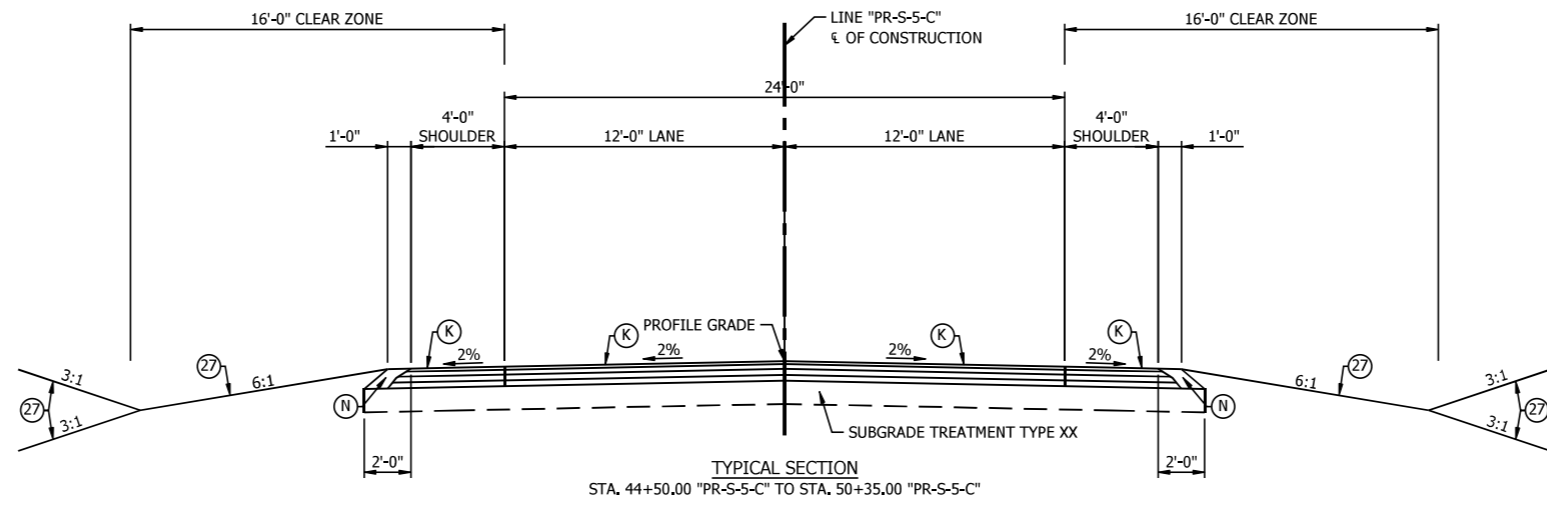 16'-0" CLEAR ZONE
LINE "PR-S-5-C"
℄ OF CONSTRUCTION
16'-0" CLEAR ZONE
24'-0"
1'-0"
4'-0"
SHOULDER
12'-0" LANE
12'-0" LANE
4'-0"
SHOULDER
1'-0"
PROFILE GRADE
K
K
K
K
2%
2%
2%
2%
27
6:1
3:1
27
3:1
N
6:1
27
3:1
27
3:1
N
SUBGRADE TREATMENT TYPE XX
2'-0"
2'-0"
TYPICAL SECTION
STA. 44+50.00 "PR-S-5-C" TO STA. 50+35.00 "PR-S-5-C"